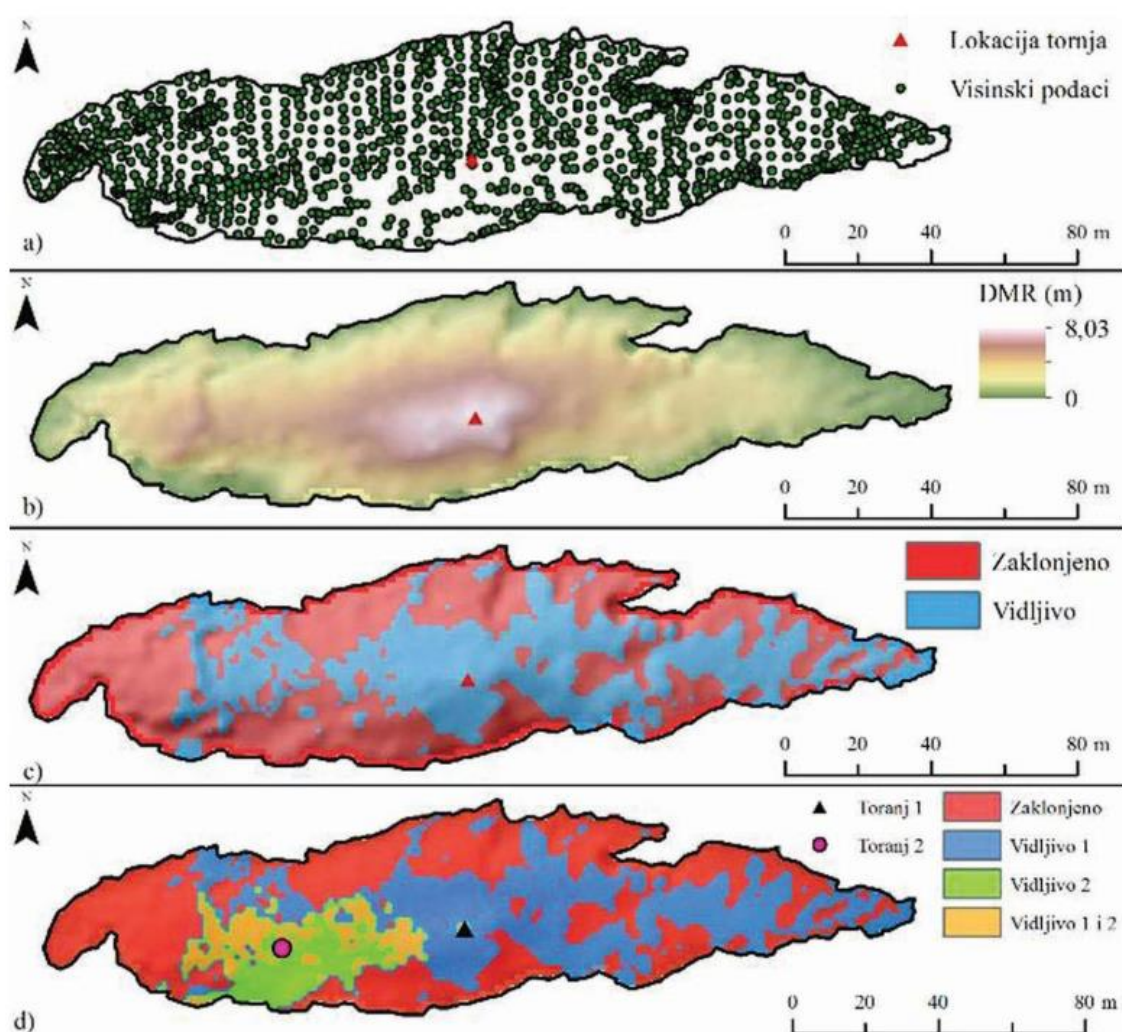 N
Lokacija tornja
Visinski podaci
0 20 40 80 m
a)
N
DMR (m)
8,03
0
0 20 40 80 m
b)
N
Zaklonjeno
Vidljivo
0 20 40 80 m
c)
N
Toranj 1
Toranj 2
Zaklonjeno
Vidljivo 1
Vidljivo 2
Vidljivo 1 i 2
0 20 40 80 m
d)